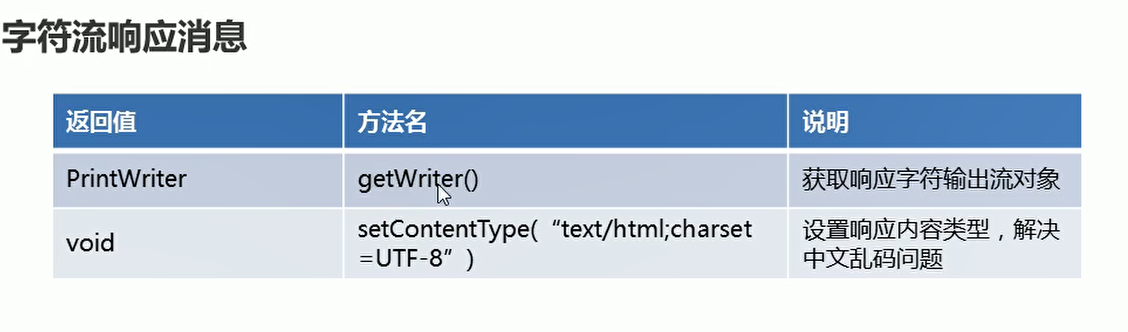 字符流响应消息
返回值 方法名 说明
PrintWriter getWriter() 获取响应字符输出流对象
void setContentType(“text/html;charset 设置响应内容类型，解决
=UTF-8”) 中文乱码问题